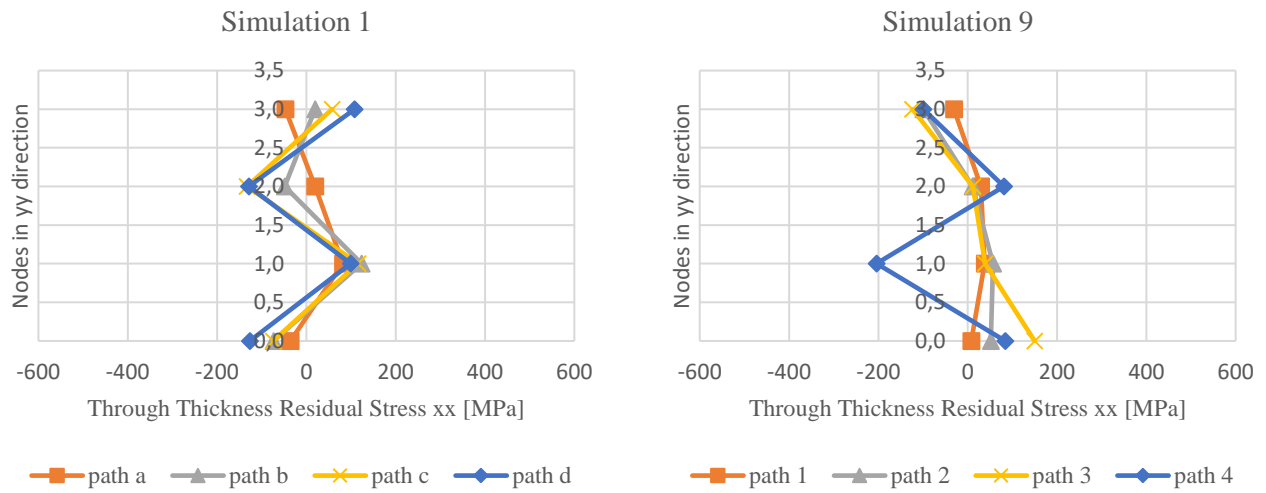 Simulation 1
3,5
3,0
2,5
2,0
1,5
1,0
0,5
0,0
-600 -400 -200 0 200 400 600
Nodes in yy direction
Through Thickness Residual Stress xx [MPa]
path a path b path c path d
Simulation 9
3,5
3,0
2,5
2,0
1,5
1,0
0,5
0,0
-600 -400 -200 0 200 400 600
Nodes in yy direction
Through Thickness Residual Stress xx [MPa]
path 1 path 2 path 3 path 4